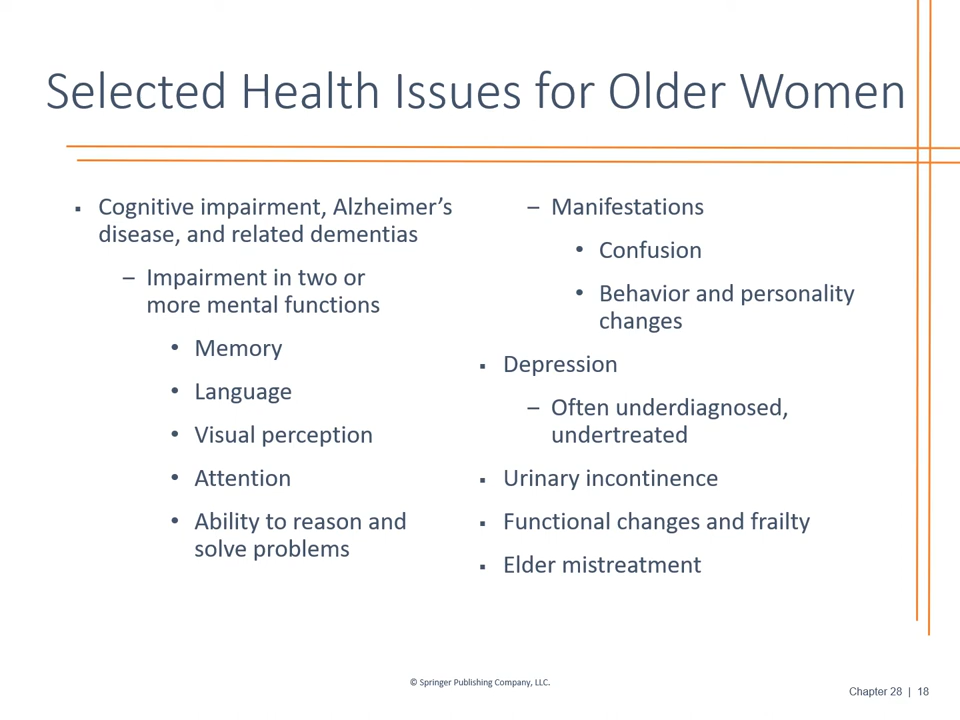 Selected Health Issues for Older Women
▪ Cognitive impairment, Alzheimer’s
disease, and related dementias
– Impairment in two or
more mental functions
• Memory
• Language
• Visual perception
• Attention
• Ability to reason and
solve problems
– Manifestations
• Confusion
• Behavior and personality
changes
▪ Depression
– Often underdiagnosed,
undertreated
▪ Urinary incontinence
▪ Functional changes and frailty
▪ Elder mistreatment
© Springer Publishing Company, LLC.
Chapter 28 | 18